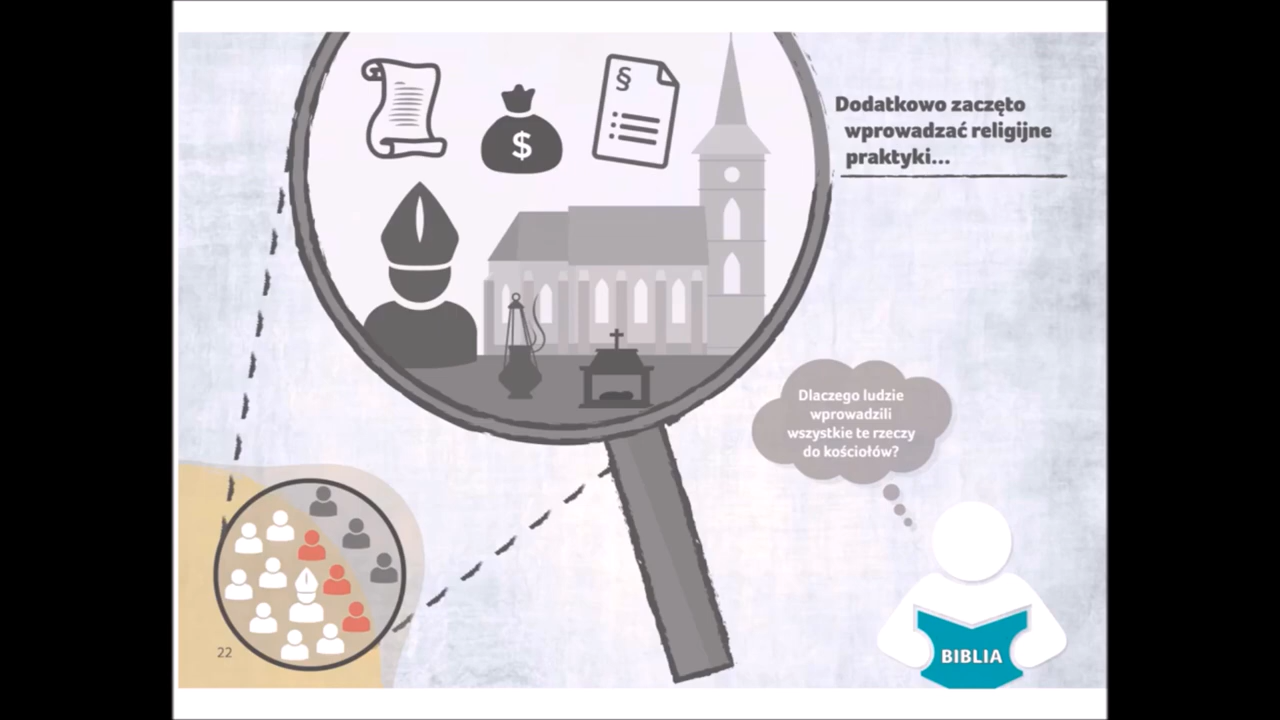 §
$
Dodatkowo zaczęto
wprowadzać religijne
praktyki...
Dlaczego ludzie
wprowadzili
wszystkie te rzeczy
do kościołów?
22
BIBLIA